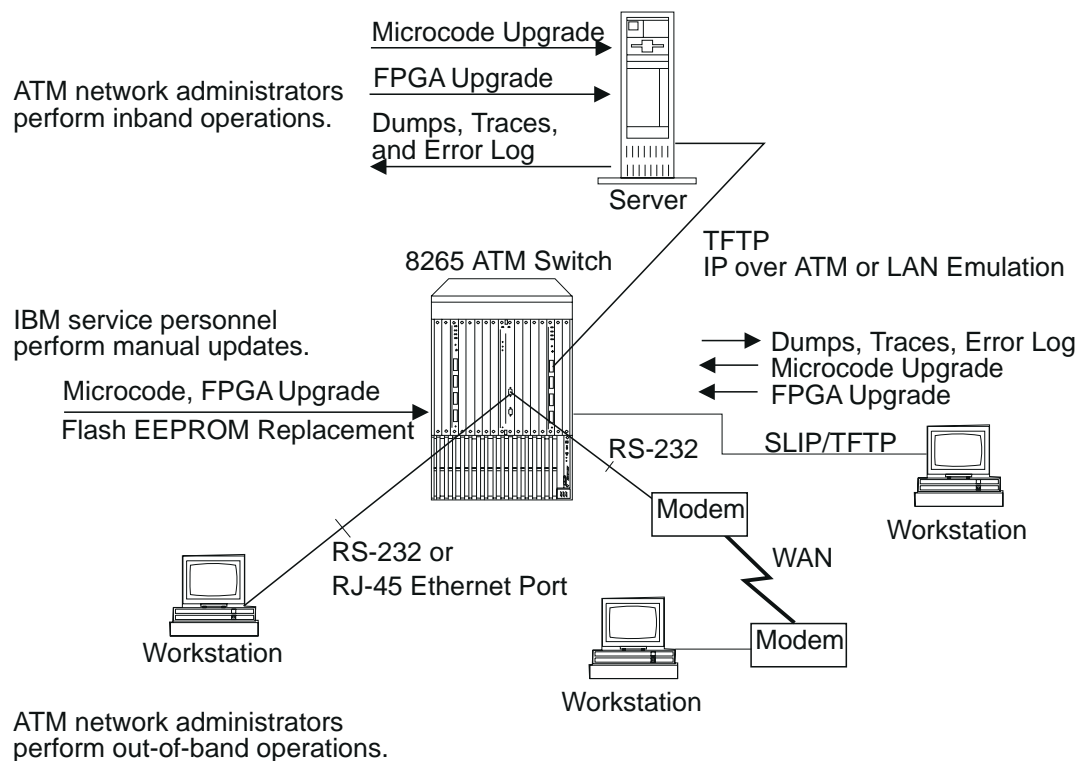 Microcode Upgrade
FPGA Upgrade
Dumps, Traces,
and Error Log
ATM network administrators
perform inband operations.
Server
TFTP
IP over ATM or LAN Emulation
8265 ATM Switch
IBM service personnel
perform manual updates.
Microcode, FPGA Upgrade
Flash EEPROM Replacement
Dumps, Traces, Error Log
Microcode Upgrade
FPGA Upgrade
RS-232
SLIP/TFTP
Workstation
Modem
WAN
RS-232 or
RJ-45 Ethernet Port
Workstation
Modem
Workstation
ATM network administrators
perform out-of-band operations.